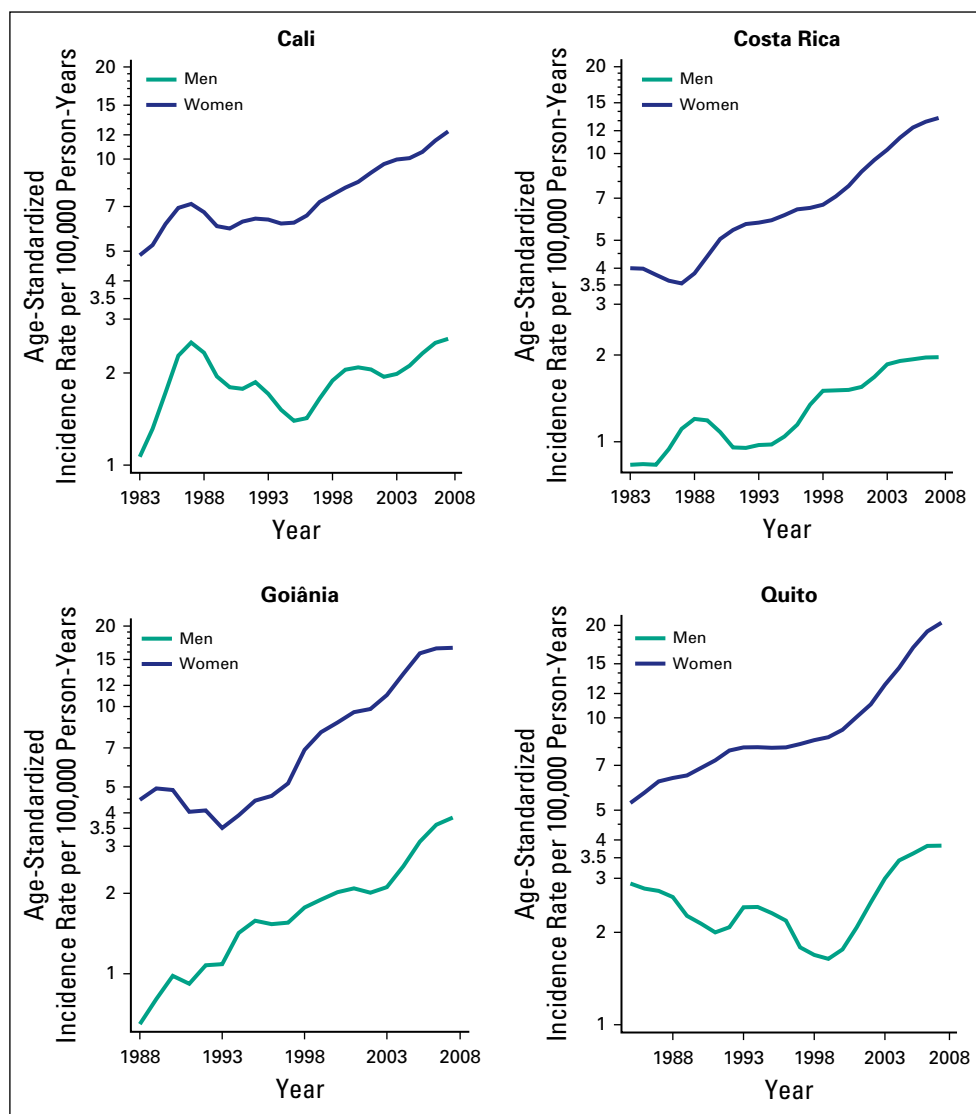 Cali
Age-Standardized
Incidence Rate per 100,000 Person-Years
20
15
12
10
7
5
4
3.5
3
2
1
Men
Women
1983 1988 1993 1998 2003 2008
Year
Costa Rica
Age-Standardized
Incidence Rate per 100,000 Person-Years
20
15
12
10
7
5
4
3.5
3
2
1
Men
Women
1983 1988 1993 1998 2003 2008
Year
Goiânia
Age-Standardized
Incidence Rate per 100,000 Person-Years
20
15
12
10
7
5
4
3.5
3
2
1
Men
Women
1988 1993 1998 2003 2008
Year
Quito
Age-Standardized
Incidence Rate per 100,000 Person-Years
20
15
12
10
7
5
4
3.5
3
2
1
Men
Women
1988 1993 1998 2003 2008
Year